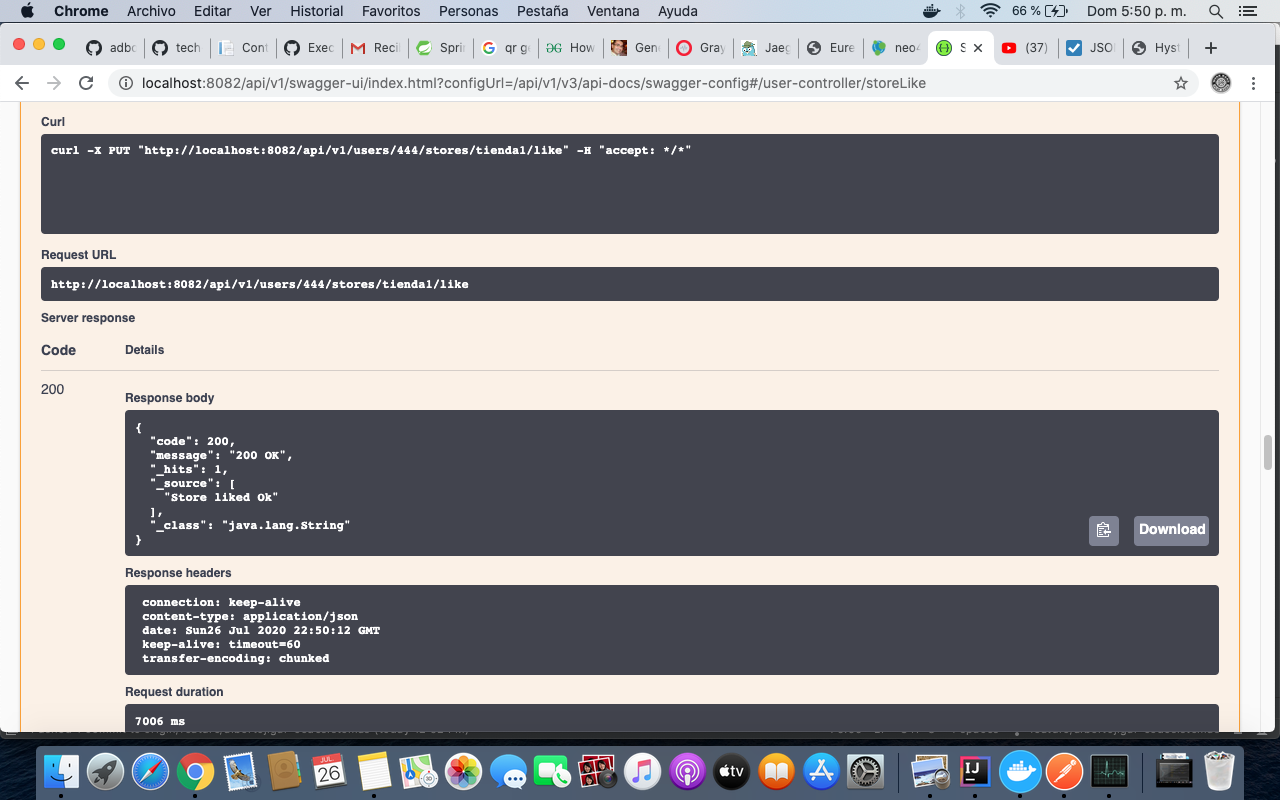 Chrome Archivo Editar Ver Historial Favoritos Personas Pestaña Ventana Ayuda 66 % Dom 5:50 p. m.
adbc tech Cont Exec Reci Sprin qr ge How Gene Gray Jaeg Eure neo4 S (37) JSOI Hyst
localhost:8082/api/v1/swagger-ui/index.html?configUrl=/api/v1/v3/api-docs/swagger-config#/user-controller/storeLike
Curl
curl -X PUT "http://localhost:8082/api/v1/users/444/stores/tienda1/like" -H "accept: */*"
Request URL
http://localhost:8082/api/v1/users/444/stores/tienda1/like
Server response
Code Details
200
Response body
{
"code": 200,
"message": "200 OK",
"_hits": 1,
"_source": [
"Store liked Ok"
],
"_class": "java.lang.String"
}
Download
Response headers
connection: keep-alive
content-type: application/json
date: Sun26 Jul 2020 22:50:12 GMT
keep-alive: timeout=60
transfer-encoding: chunked
Request duration
7006 ms
JUL.
26
tv
IJ